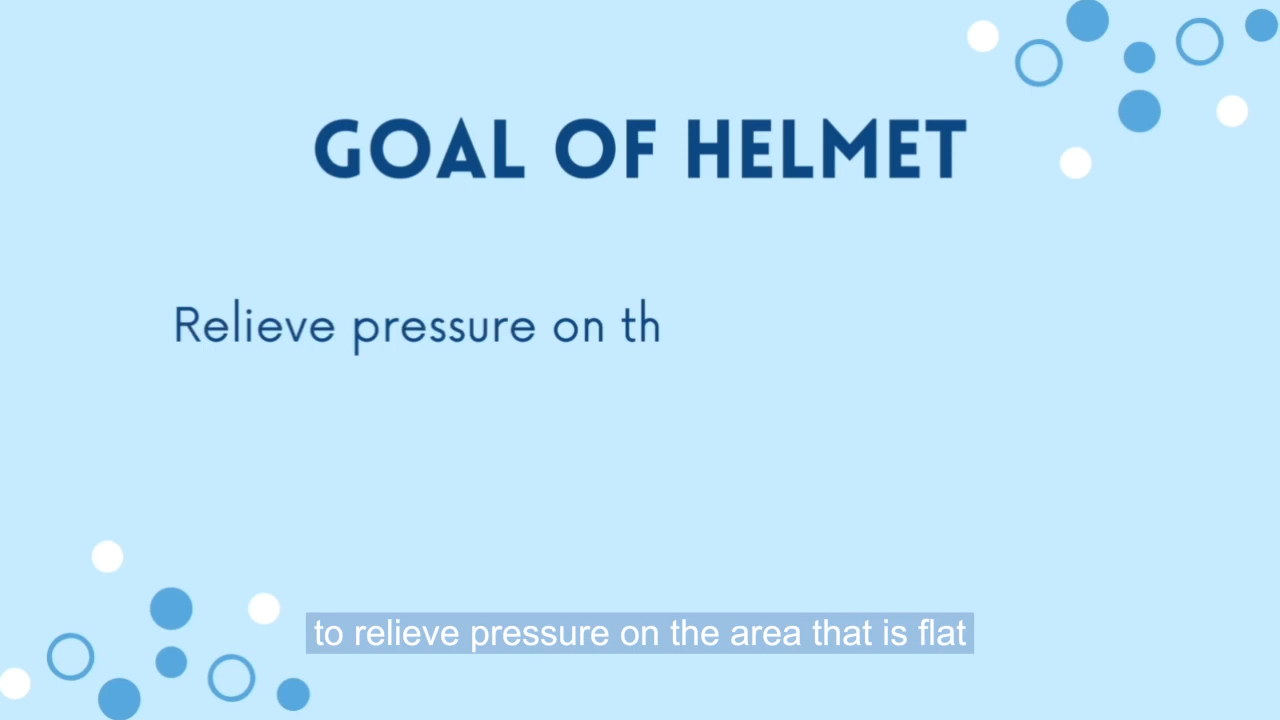 GOAL OF HELMET
Relieve pressure on th
to relieve pressure on the area that is flat